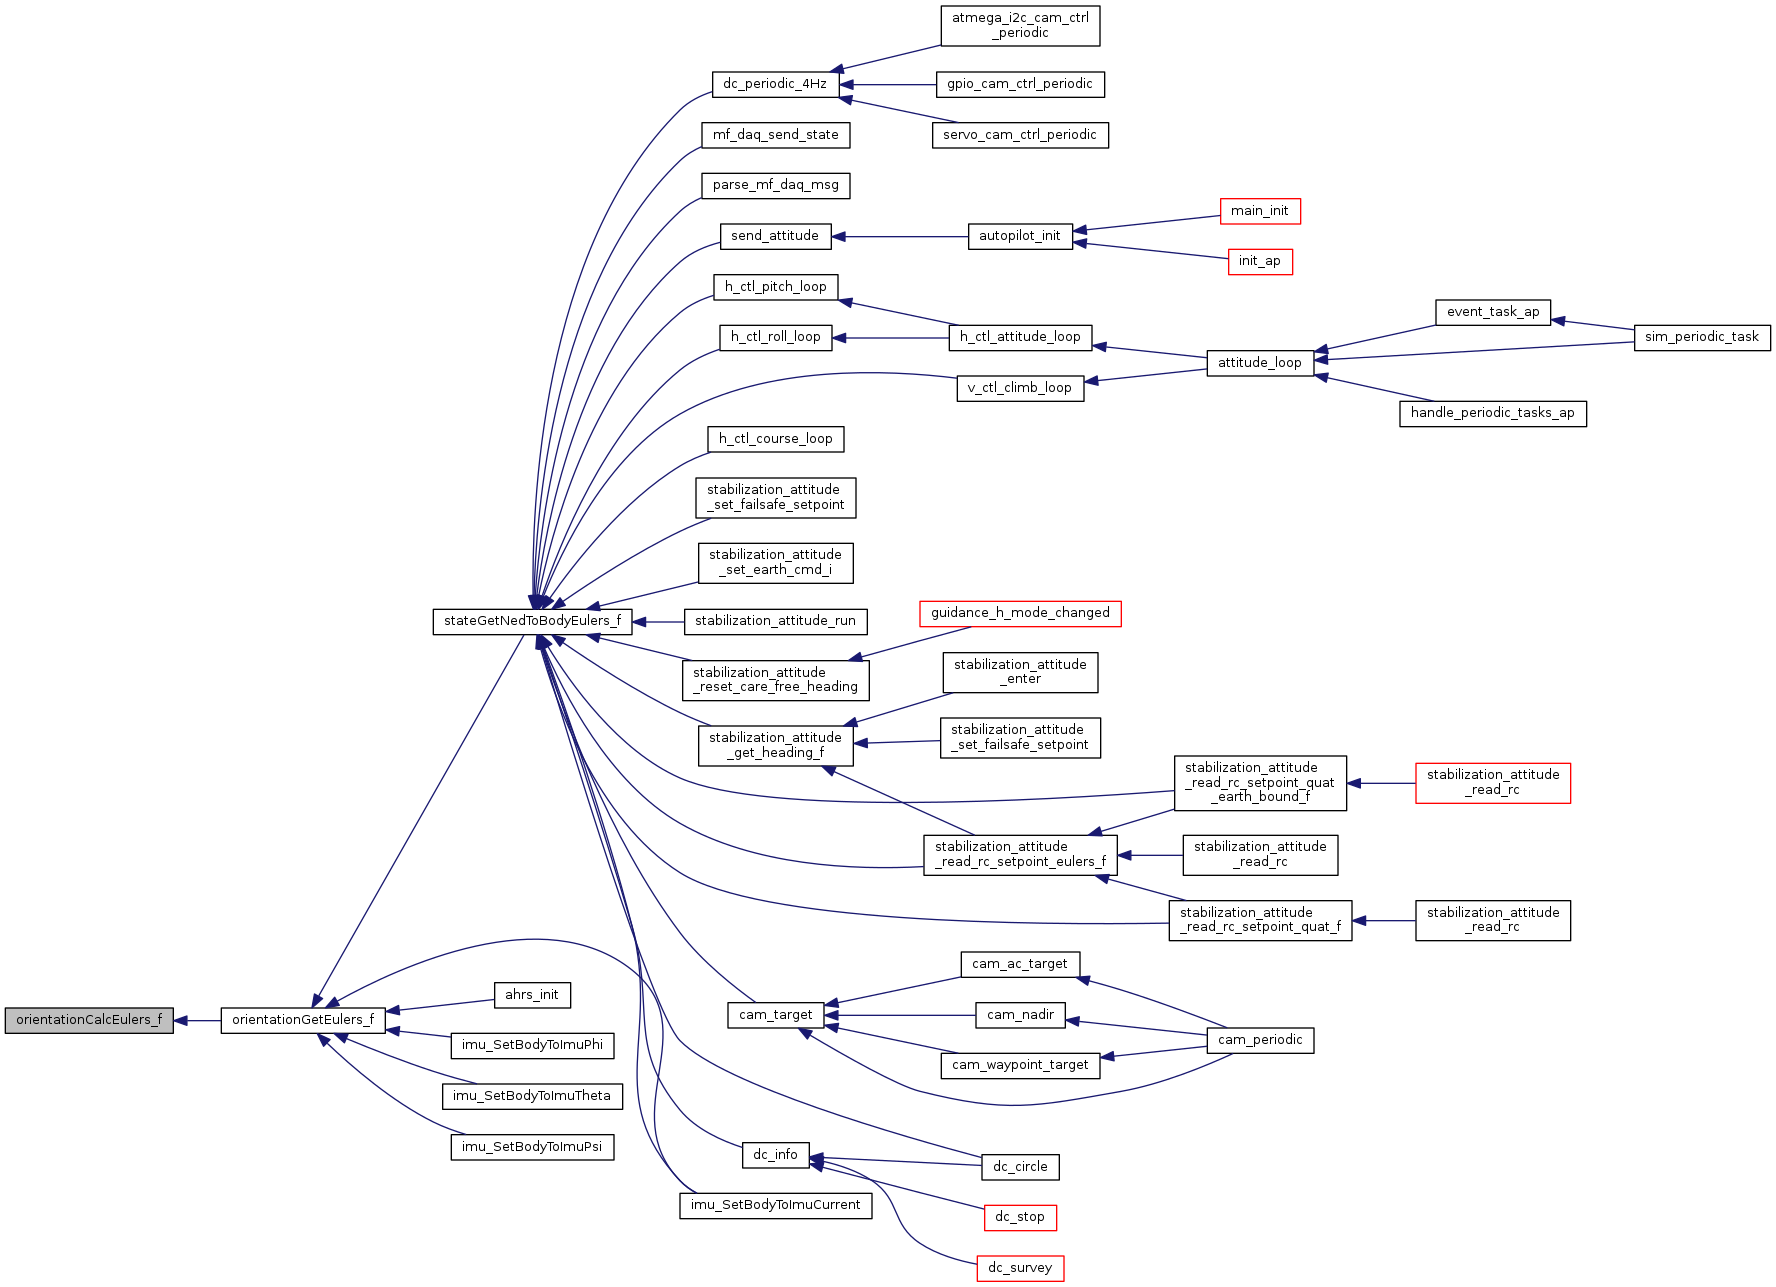 atmega_i2c_cam_ctrl
_periodic
dc_periodic_4Hz
gpio_cam_ctrl_periodic
servo_cam_ctrl_periodic
mf_daq_send_state
parse_mf_daq_msg
send_attitude
autopilot_init
main_init
init_ap
h_ctl_pitch_loop
h_ctl_roll_loop
h_ctl_attitude_loop
v_ctl_climb_loop
attitude_loop
event_task_ap
sim_periodic_task
handle_periodic_tasks_ap
h_ctl_course_loop
stabilization_attitude
_set_failsafe_setpoint
stabilization_attitude
_set_earth_cmd_i
stateGetNedToBodyEulers_f
stabilization_attitude_run
guidance_h_mode_changed
stabilization_attitude
_reset_care_free_heading
stabilization_attitude
_enter
stabilization_attitude
_get_heading_f
stabilization_attitude
_set_failsafe_setpoint
stabilization_attitude
_read_rc_setpoint_quat
_earth_bound_f
stabilization_attitude
_read_rc
stabilization_attitude
_read_rc_setpoint_eulers_f
stabilization_attitude
_read_rc
stabilization_attitude
_read_rc_setpoint_quat_f
stabilization_attitude
_read_rc
orientationCalcEulers_f
orientationGetEulers_f
ahrs_init
imu_SetBodyToImuPhi
imu_SetBodyToImuTheta
imu_SetBodyToImuPsi
cam_target
cam_ac_target
cam_nadir
cam_waypoint_target
cam_periodic
dc_info
dc_circle
imu_SetBodyToImuCurrent
dc_stop
dc_survey